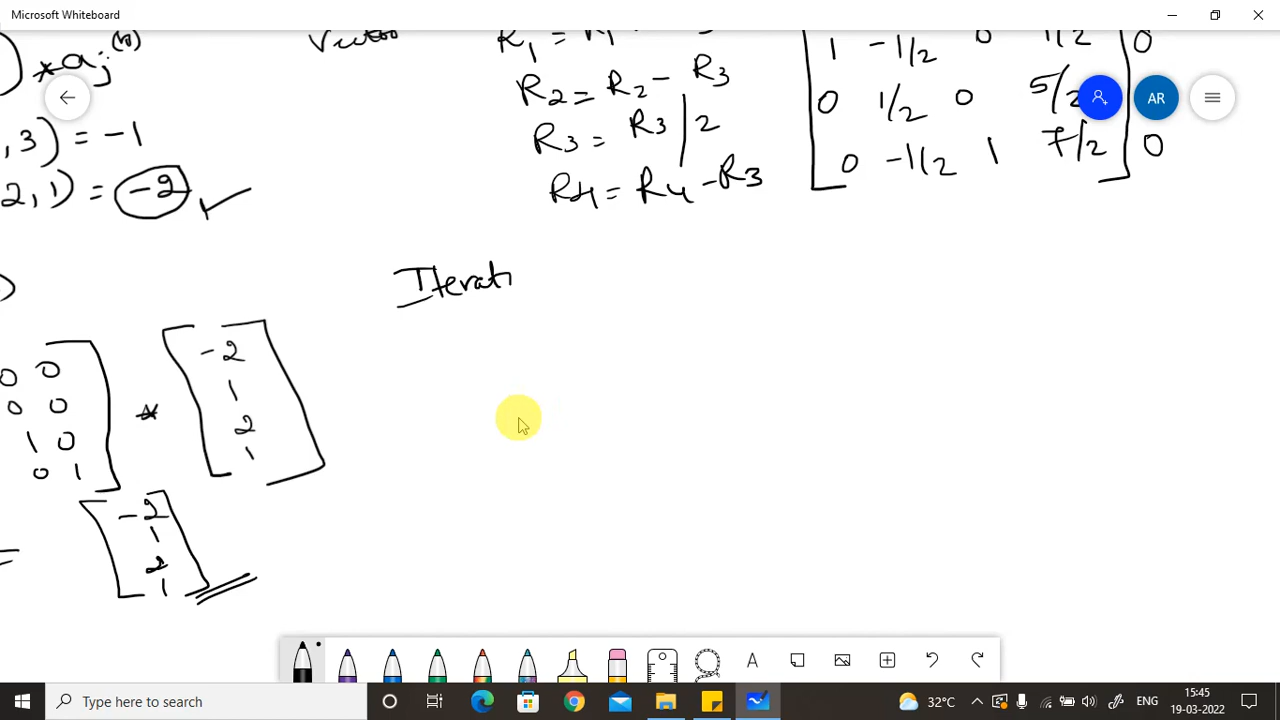 Microsoft Whiteboard
*aj
, 3) = -1
2, 1) = -2 ✓
R2 = R2 - R3
R3 = R3 | 2
R4 = R4 - R3
1 -1/2 0 1/2 0
0 1/2 0 5/2
0 -1/2 1 7/2 0
AR
Iterati
0 0
0 0
1 0
0 1
*
-2
1
2
1
=
-2
1
2
1
A
Type here to search
32°C
ENG
15:45
19-03-2022